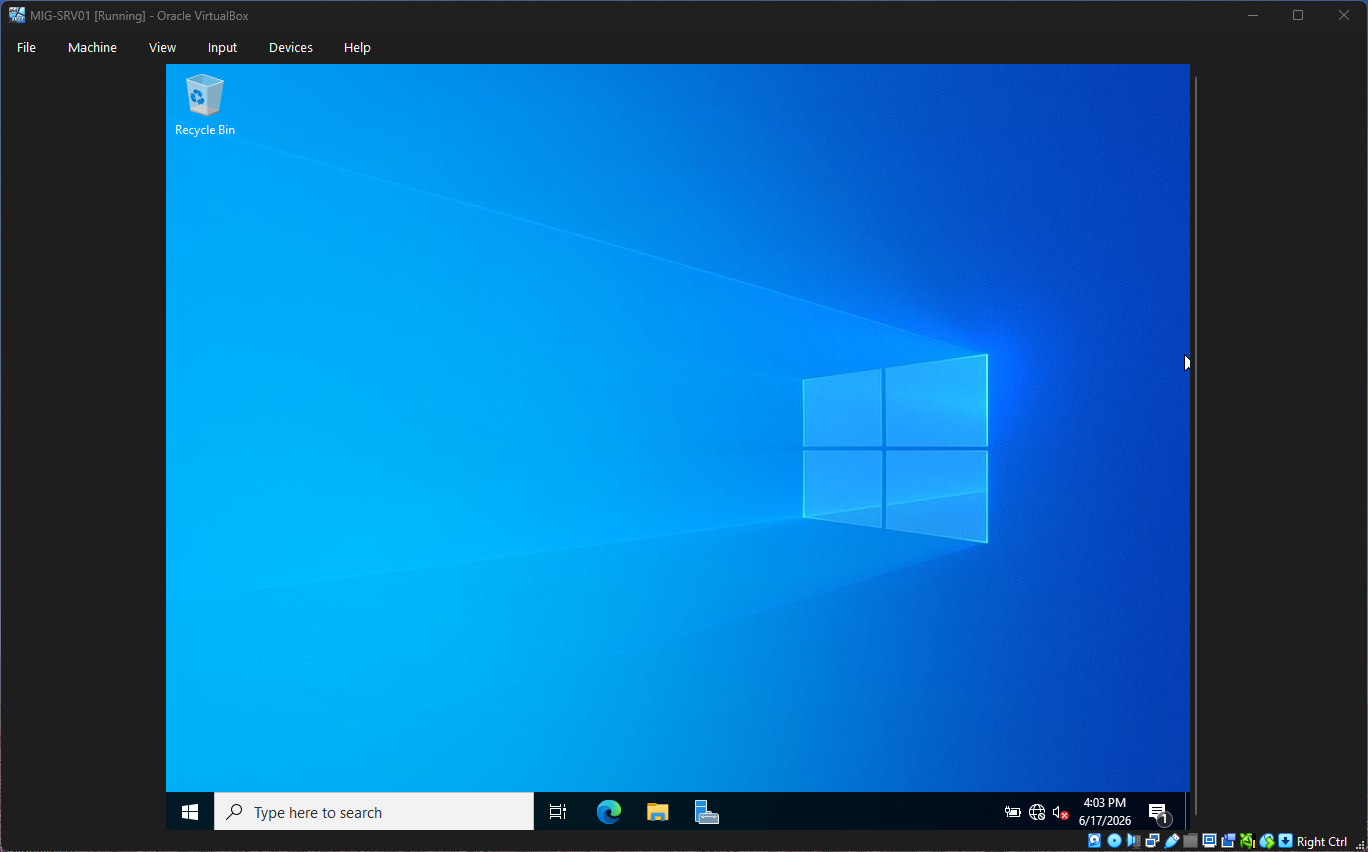 MIG-SRV01 [Running] - Oracle VirtualBox
File Machine View Input Devices Help
Recycle Bin
Type here to search
4:03 PM
6/17/2026
1
Right Ctrl